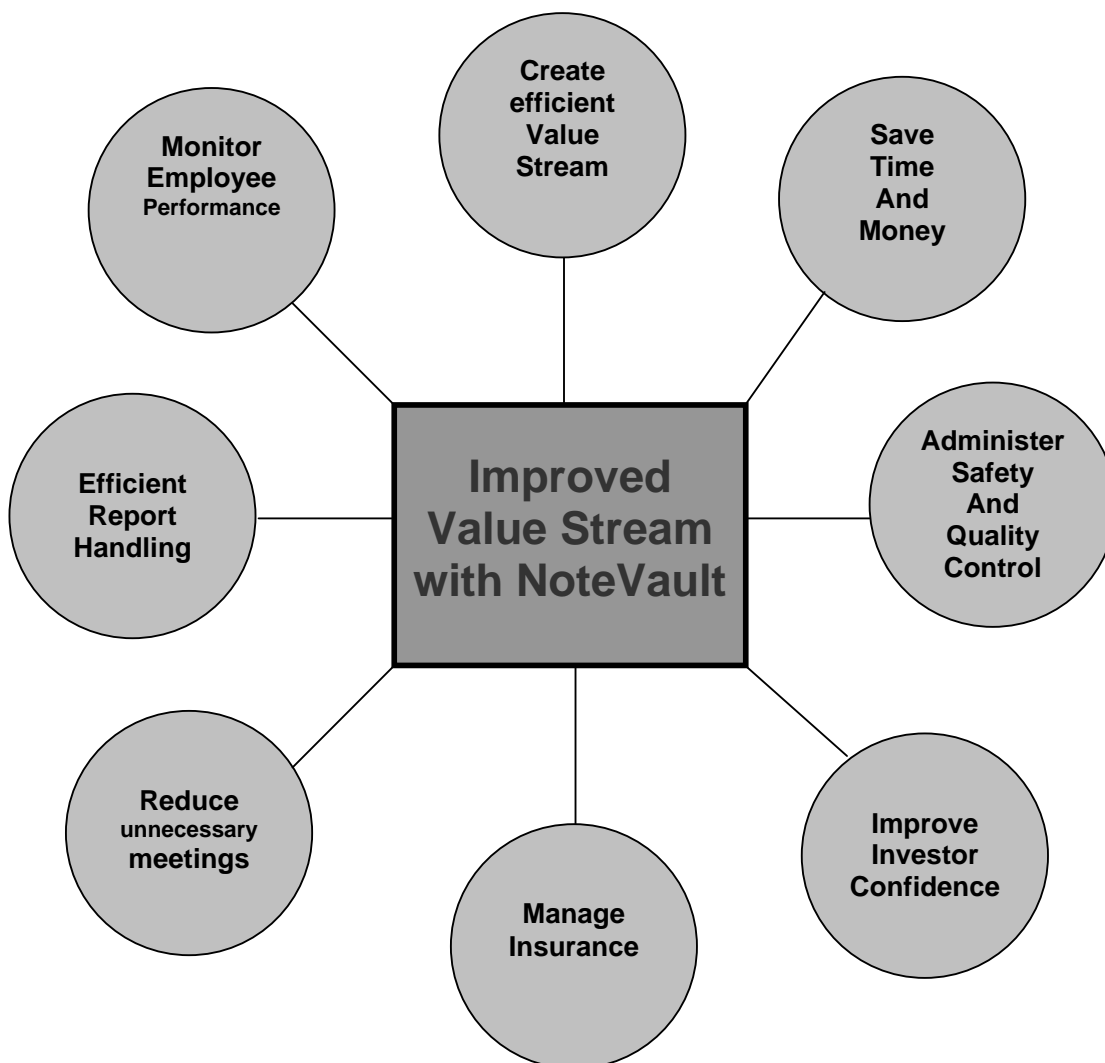 Create
efficient
Value
Stream
Save
Time
And
Money
Monitor
Employee
Performance
Administer
Safety
And
Quality
Control
Efficient
Report
Handling
Improved
Value Stream
with NoteVault
Reduce
unnecessary
meetings
Improve
Investor
Confidence
Manage
Insurance